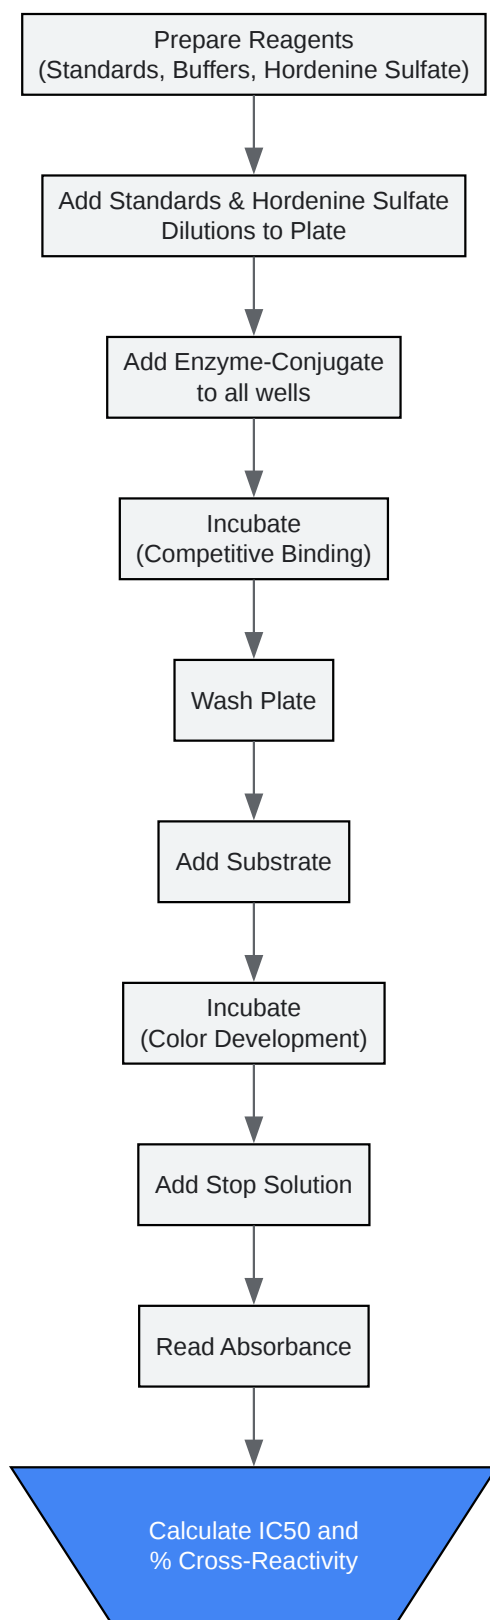 Prepare Reagents
(Standards, Buffers, Hordenine Sulfate)
Add Standards & Hordenine Sulfate
Dilutions to Plate
Add Enzyme-Conjugate
to all wells
Incubate
(Competitive Binding)
Wash Plate
Add Substrate
Incubate
(Color Development)
Add Stop Solution
Read Absorbance
Calculate IC50 and
% Cross-Reactivity